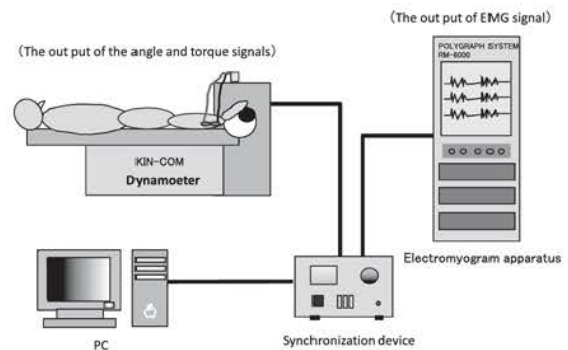 (The out put of EMG signal)
(The out put of the angle and torque signals)
POLYGRAPH SYSTEM
RM-6000
KIN-COM
Dynamoeter
Electromyogram apparatus
Synchronization device
PC